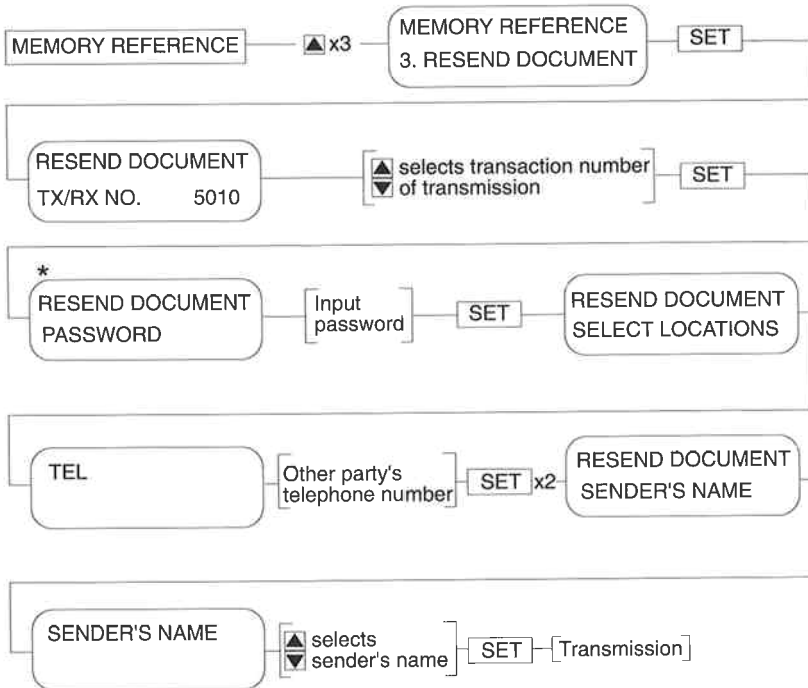 MEMORY REFERENCE
▲ x3
MEMORY REFERENCE
3. RESEND DOCUMENT
SET
RESEND DOCUMENT
TX/RX NO. 5010
▲ selects transaction number
▼ of transmission
SET
*
RESEND DOCUMENT
PASSWORD
Input
password
SET
RESEND DOCUMENT
SELECT LOCATIONS
TEL
Other party's
telephone number
SET x2
RESEND DOCUMENT
SENDER'S NAME
SENDER'S NAME
▲ selects
▼ sender's name
SET
Transmission